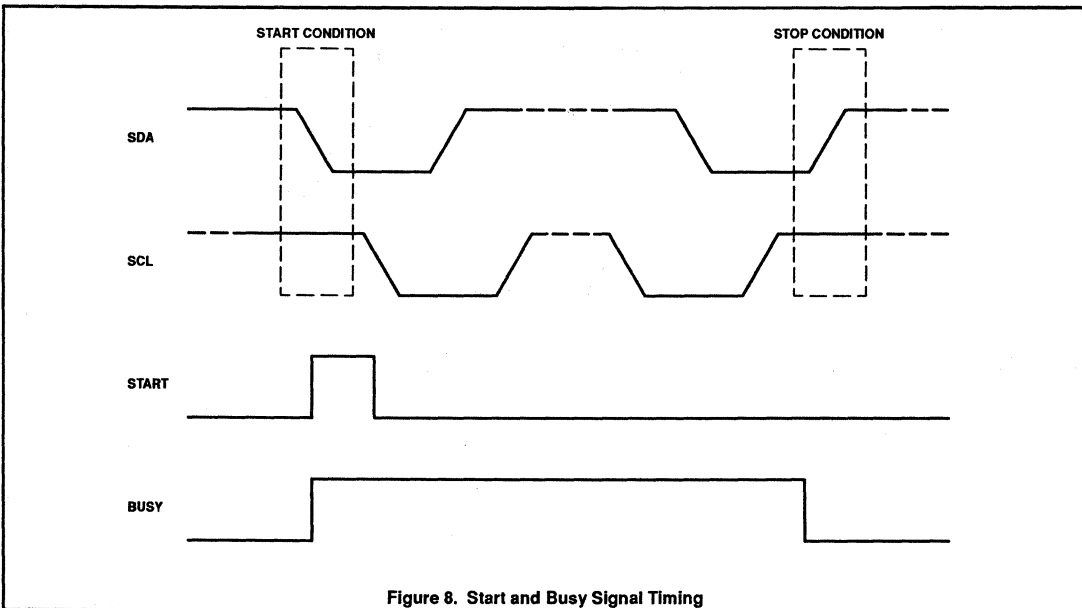 START CONDITION
STOP CONDITION
SDA
SCL
START
BUSY
Figure 8. Start and Busy Signal Timing